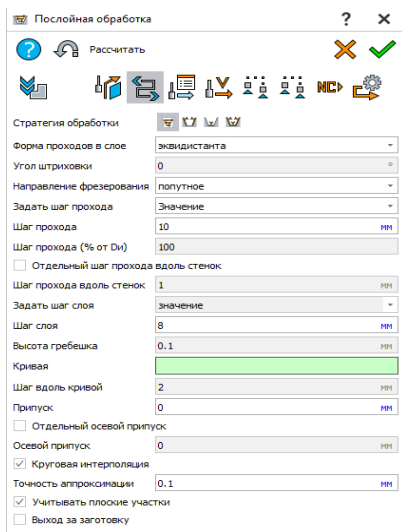 Послойная обработка ? ×
? Рассчитать
NC
Стратегия обработки
Форма проходов в слое эквидистанта
Угол штриховки 0 °
Направление фрезерования попутное
Задать шаг прохода Значение
Шаг прохода 10 мм
Шаг прохода (% от Dи) 100
Отдельный шаг прохода вдоль стенок
Шаг прохода вдоль стенок 1 мм
Задать шаг слоя значение
Шаг слоя 8 мм
Высота гребешка 0.1 мм
Кривая
Шаг вдоль кривой 2 мм
Припуск 0 мм
Отдельный осевой припуск
Осевой припуск 0 мм
Круговая интерполяция
Точность аппроксимации 0.1 мм
Учитывать плоские участки
Выход за заготовку